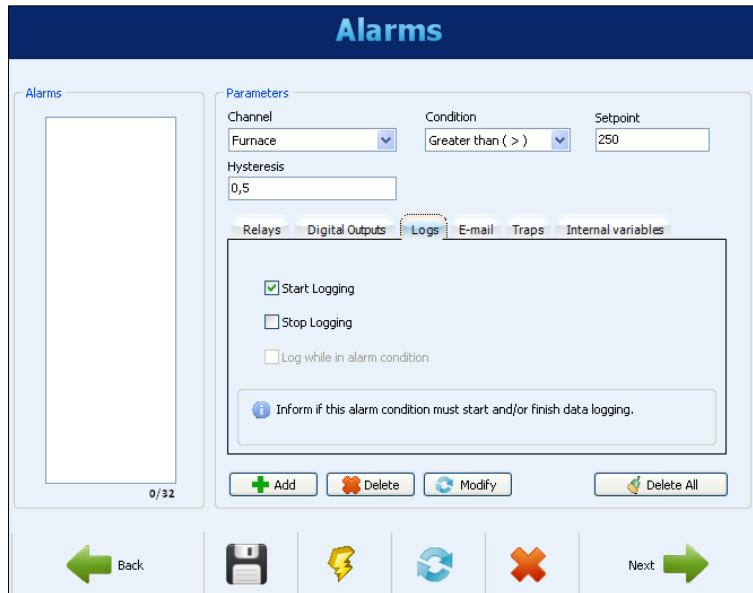 Alarms
Alarms
Parameters
Channel
Condition
Setpoint
Furnace
Greater than ( > )
250
Hysteresis
0,5
Relays
Digital Outputs
Logs
E-mail
Traps
Internal variables
Start Logging
Stop Logging
Log while in alarm condition
Inform if this alarm condition must start and/or finish data logging.
0/32
Add
Delete
Modify
Delete All
Back
Next